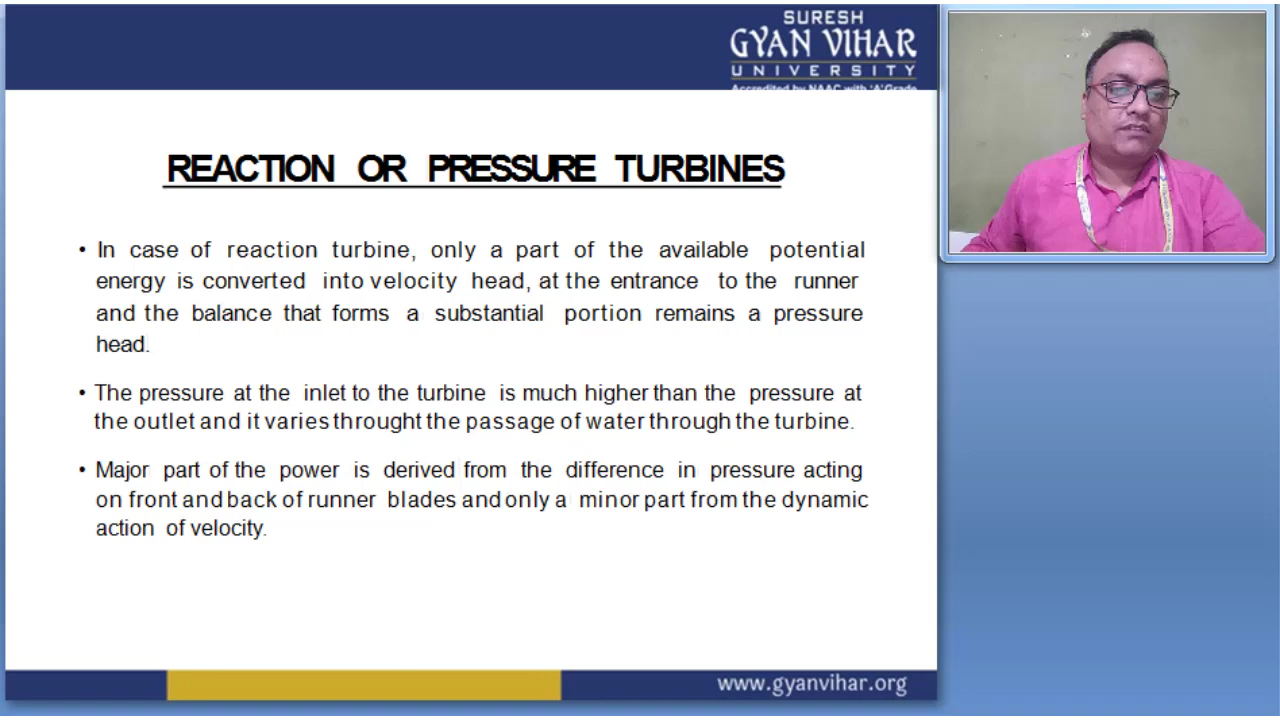 SURESH
GYAN VIHAR
UNIVERSITY
Accredited by NAAC with 'A' Grade
REACTION OR PRESSURE TURBINES
• In case of reaction turbine, only a part of the available potential
energy is converted into velocity head, at the entrance to the runner
and the balance that forms a substantial portion remains a pressure
head.
• The pressure at the inlet to the turbine is much higher than the pressure at
the outlet and it varies throught the passage of water through the turbine.
• Major part of the power is derived from the difference in pressure acting
on front and back of runner blades and only a minor part from the dynamic
action of velocity.
www.gyanvihar.org